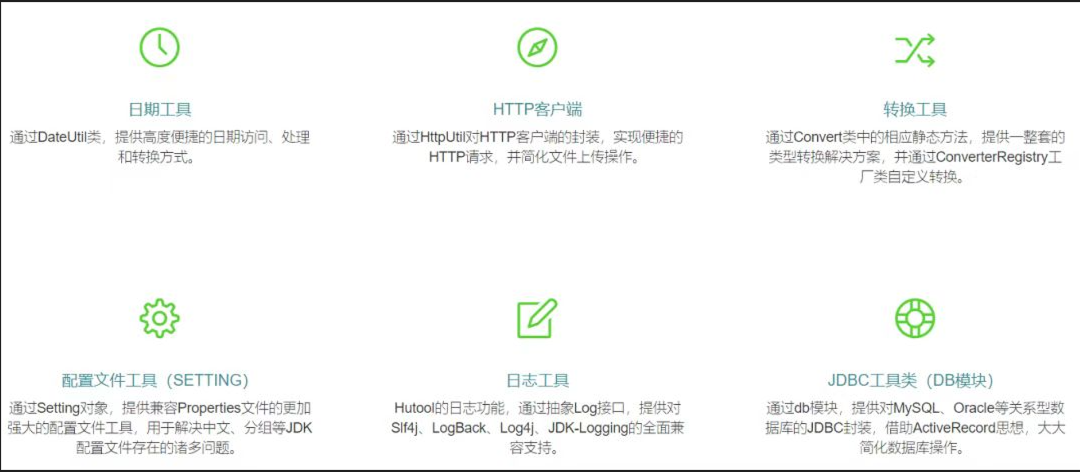 日期工具
通过DateUtil类，提供高度便捷的日期访问、处理
和转换方式。
HTTP客户端
通过HttpUtil对HTTP客户端的封装，实现便捷的
HTTP请求，并简化文件上传操作。
转换工具
通过Convert类中的相应静态方法，提供一整套的
类型转换解决方案，并通过ConverterRegistry工
厂类自定义转换。
配置文件工具（SETTING）
通过Setting对象，提供兼容Properties文件的更加
强大的配置文件工具，用于解决中文、分组等JDK
配置文件存在的诸多问题。
日志工具
Hutool的日志功能，通过抽象Log接口，提供对
Slf4j、LogBack、Log4j、JDK-Logging的全面兼
容支持。
JDBC工具类（DB模块）
通过db模块，提供对MySQL、Oracle等关系型数
据库的JDBC封装，借助ActiveRecord思想，大大
简化数据库操作。